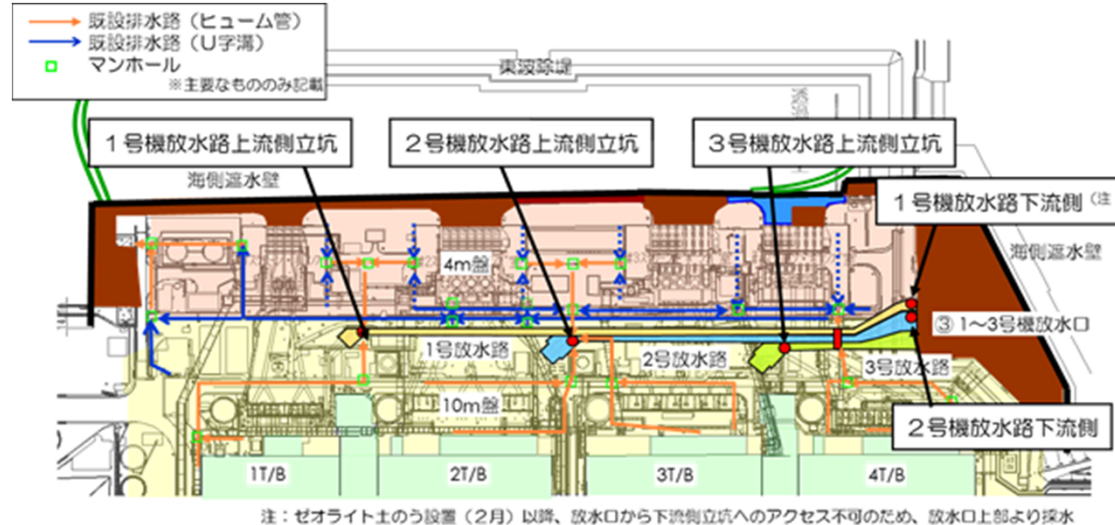 既設排水路（ヒューム管）
既設排水路（U字溝）
マンホール
※主要なもののみ記載
東波除堤
1号機放水路上流側立坑
2号機放水路上流側立坑
3号機放水路上流側立坑
海側遮水壁
1号機放水路下流側（注
海側遮水壁
4m盤
③ 1～3号機放水口
1号放水路
2号放水路
3号放水路
10m盤
2号機放水路下流側
1T/B
2T/B
3T/B
4T/B
注：ゼオライト土のう設置（2月）以降、放水口から下流側立坑へのアクセス不可のため、放水口上部より採水